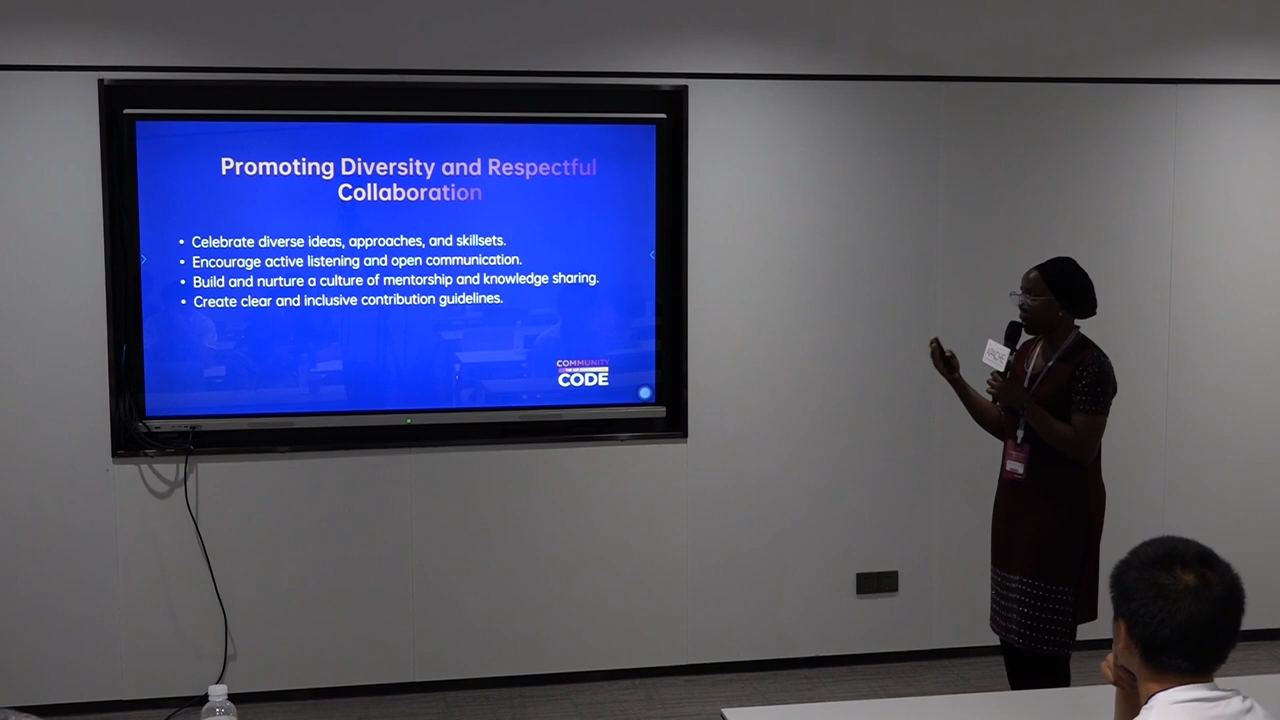 Promoting Diversity and Respectful
Collaboration
• Celebrate diverse ideas, approaches, and skillsets.
• Encourage active listening and open communication.
• Build and nurture a culture of mentorship and knowledge sharing.
• Create clear and inclusive contribution guidelines.
COMMUNITY
CODE